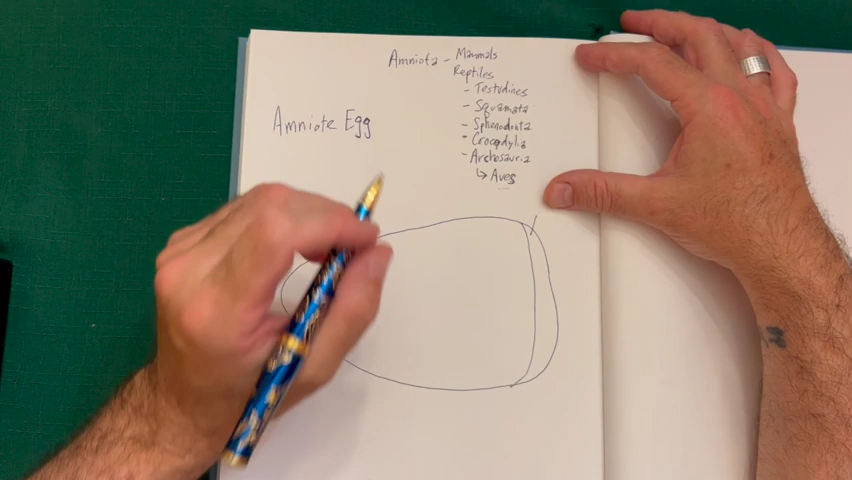 Amniota - Mammals
Reptiles
- Testudines
- Squamata
- Sphenodonta
- Crocodylia
- Archosauria
↳ Aves
Amniote Egg